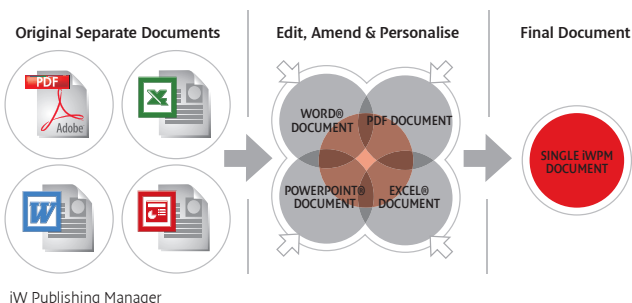 Original Separate Documents
Edit, Amend & Personalise
Final Document
PDF
Adobe
X
W
P
WORD®
DOCUMENT
PDF DOCUMENT
POWERPOINT®
DOCUMENT
EXCEL®
DOCUMENT
SINGLE iWPM
DOCUMENT
iW Publishing Manager